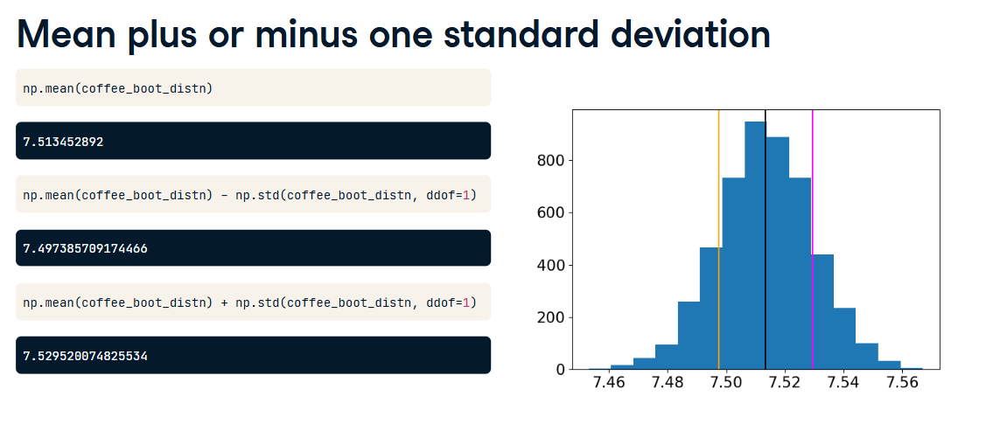 Mean plus or minus one standard deviation
np.mean(coffee_boot_distn)
7.513452892
np.mean(coffee_boot_distn) - np.std(coffee_boot_distn, ddof=1)
7.497385709174466
np.mean(coffee_boot_distn) + np.std(coffee_boot_distn, ddof=1)
7.529520074825534
800
600
400
200
0
7.46 7.48 7.50 7.52 7.54 7.56